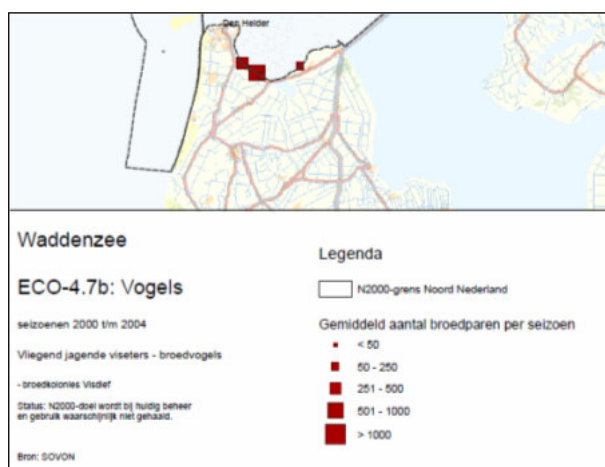 Den Helder
Waddenzee
ECO-4.7b: Vogels
seizoenen 2000 t/m 2004
Vliegend jagende viseters - broedvogels
- broedkolonies Visdief
Status: N2000-doel wordt bij huidig beheer
en gebruik waarschijnlijk niet gehaald.
Bron: SOVON
Legenda
N2000-grens Noord Nederland
Gemiddeld aantal broedparen per seizoen
< 50
50 - 250
251 - 500
501 - 1000
> 1000